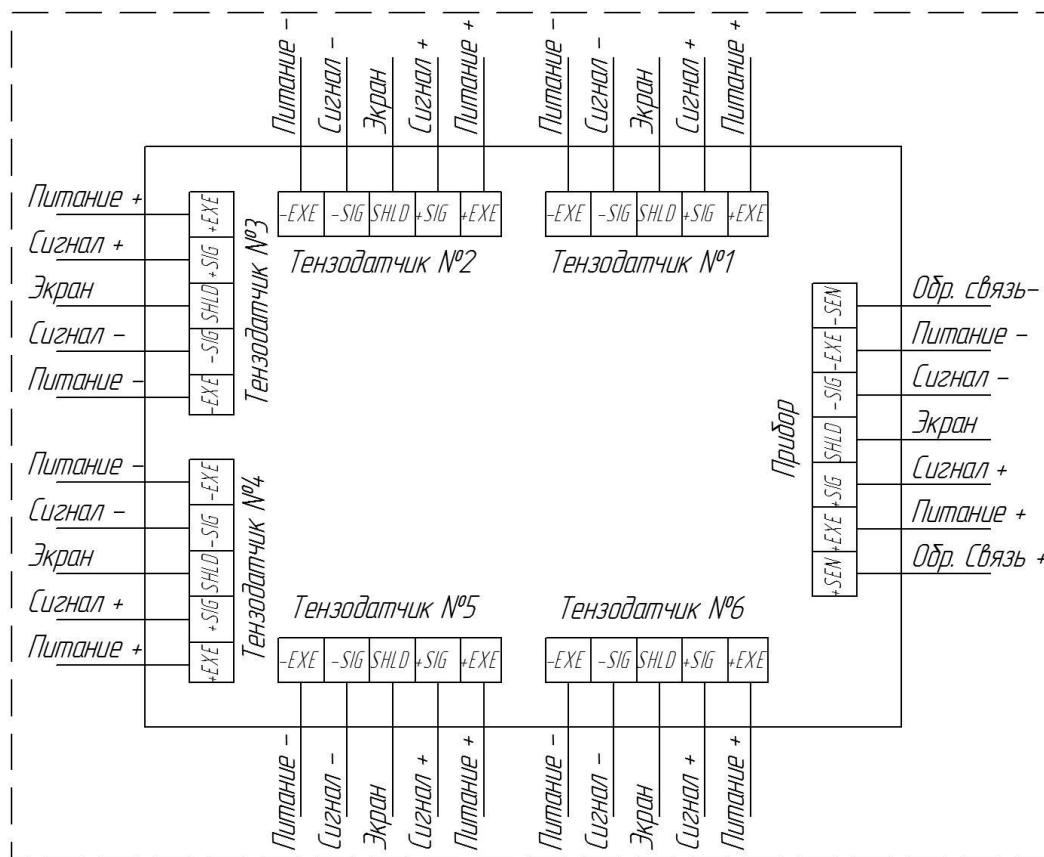 Питание -
Сигнал -
Экран
Сигнал +
Питание +
Питание -
Сигнал -
Экран
Сигнал +
Питание +
-EXE
-SIG
SHLD
+SIG
+EXE
Тензодатчик №2
-EXE
-SIG
SHLD
+SIG
+EXE
Тензодатчик №1
Питание +
Сигнал +
Экран
Сигнал -
Питание -
+EXE
+SIG
SHLD
-SIG
-EXE
Тензодатчик №3
Питание -
Сигнал -
Экран
Сигнал +
Питание +
-EXE
-SIG
SHLD
+SIG
+EXE
Тензодатчик №4
Прибор
-SEN
-EXE
-SIG
SHLD
+SIG
+EXE
+SEN
Обр. связь-
Питание -
Сигнал -
Экран
Сигнал +
Питание +
Обр. Связь +
Тензодатчик №5
-EXE
-SIG
SHLD
+SIG
+EXE
Тензодатчик №6
-EXE
-SIG
SHLD
+SIG
+EXE
Питание -
Сигнал -
Экран
Сигнал +
Питание +
Питание -
Сигнал -
Экран
Сигнал +
Питание +